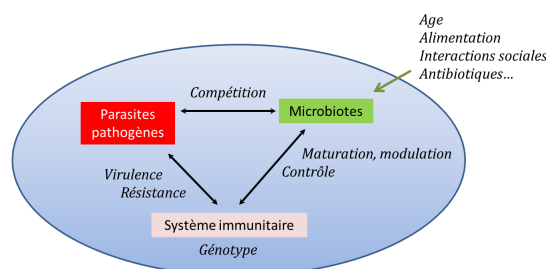 Age
Alimentation
Interactions sociales
Antibiotiques...
Compétition
Parasites
pathogènes
Microbiotes
Maturation, modulation
Contrôle
Virulence
Résistance
Système immunitaire
Génotype